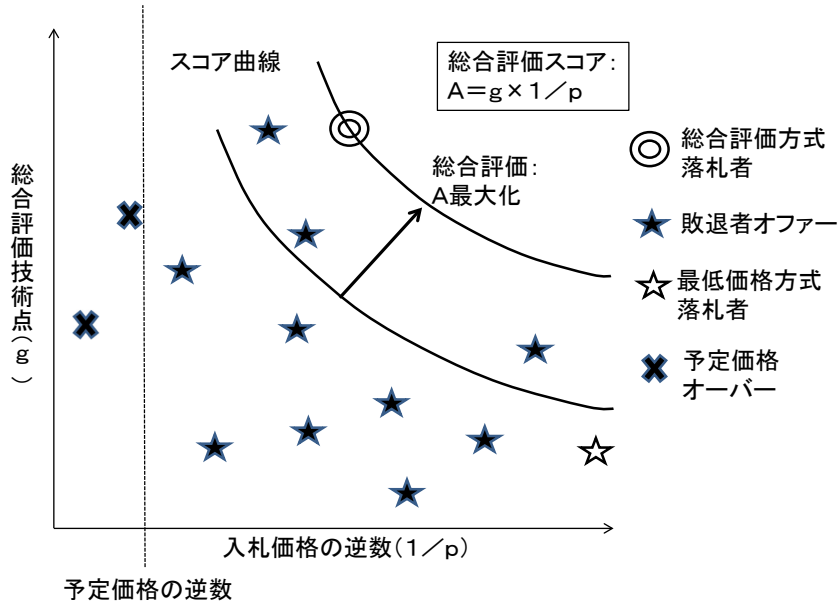 スコア曲線
総合評価スコア：
A＝g×1／p
総合評価：
A最大化
総合評価方式
落札者
敗退者オファー
最低価格方式
落札者
予定価格
オーバー
総合評価技術点(g)
入札価格の逆数(1／p)
予定価格の逆数